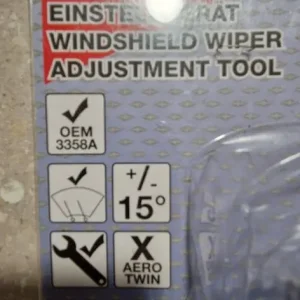 WINDSHIELD WIPER
ADJUSTMENT TOOL
OEM
3358A
+/-
15°
X
AERO
TWIN